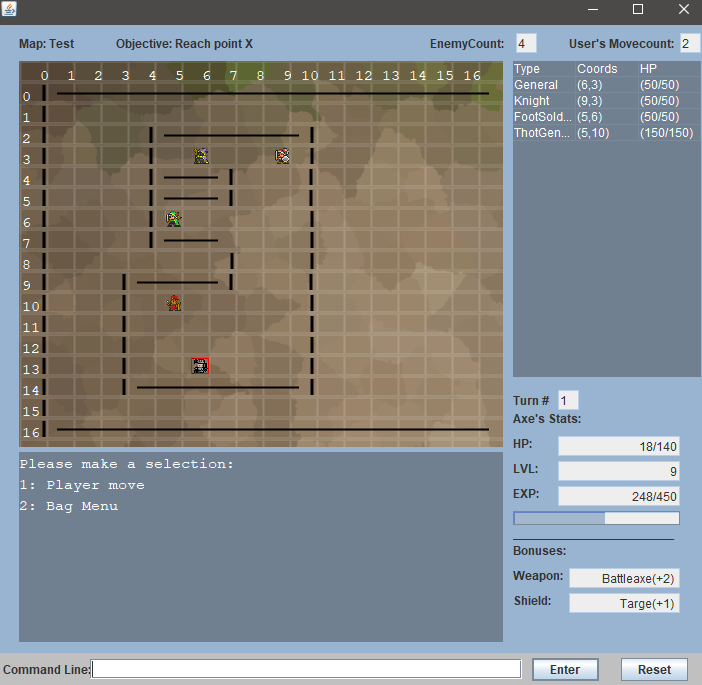 Map: Test Objective: Reach point X EnemyCount: 4 User's Movecount: 2
0 1 2 3 4 5 6 7 8 9 10 11 12 13 14 15 16
0
1
2
3
4
5
6
7
8
9
10
11
12
13
14
15
16
Type Coords HP
General (6,3) (50/50)
Knight (9,3) (50/50)
FootSold... (5,6) (50/50)
ThotGen... (5,10) (150/150)
Turn # 1
Axe's Stats:
HP: 18/140
LVL: 9
EXP: 248/450
Bonuses:
Weapon: Battleaxe(+2)
Shield: Targe(+1)
Please make a selection:
1: Player move
2: Bag Menu
Command Line: Enter Reset